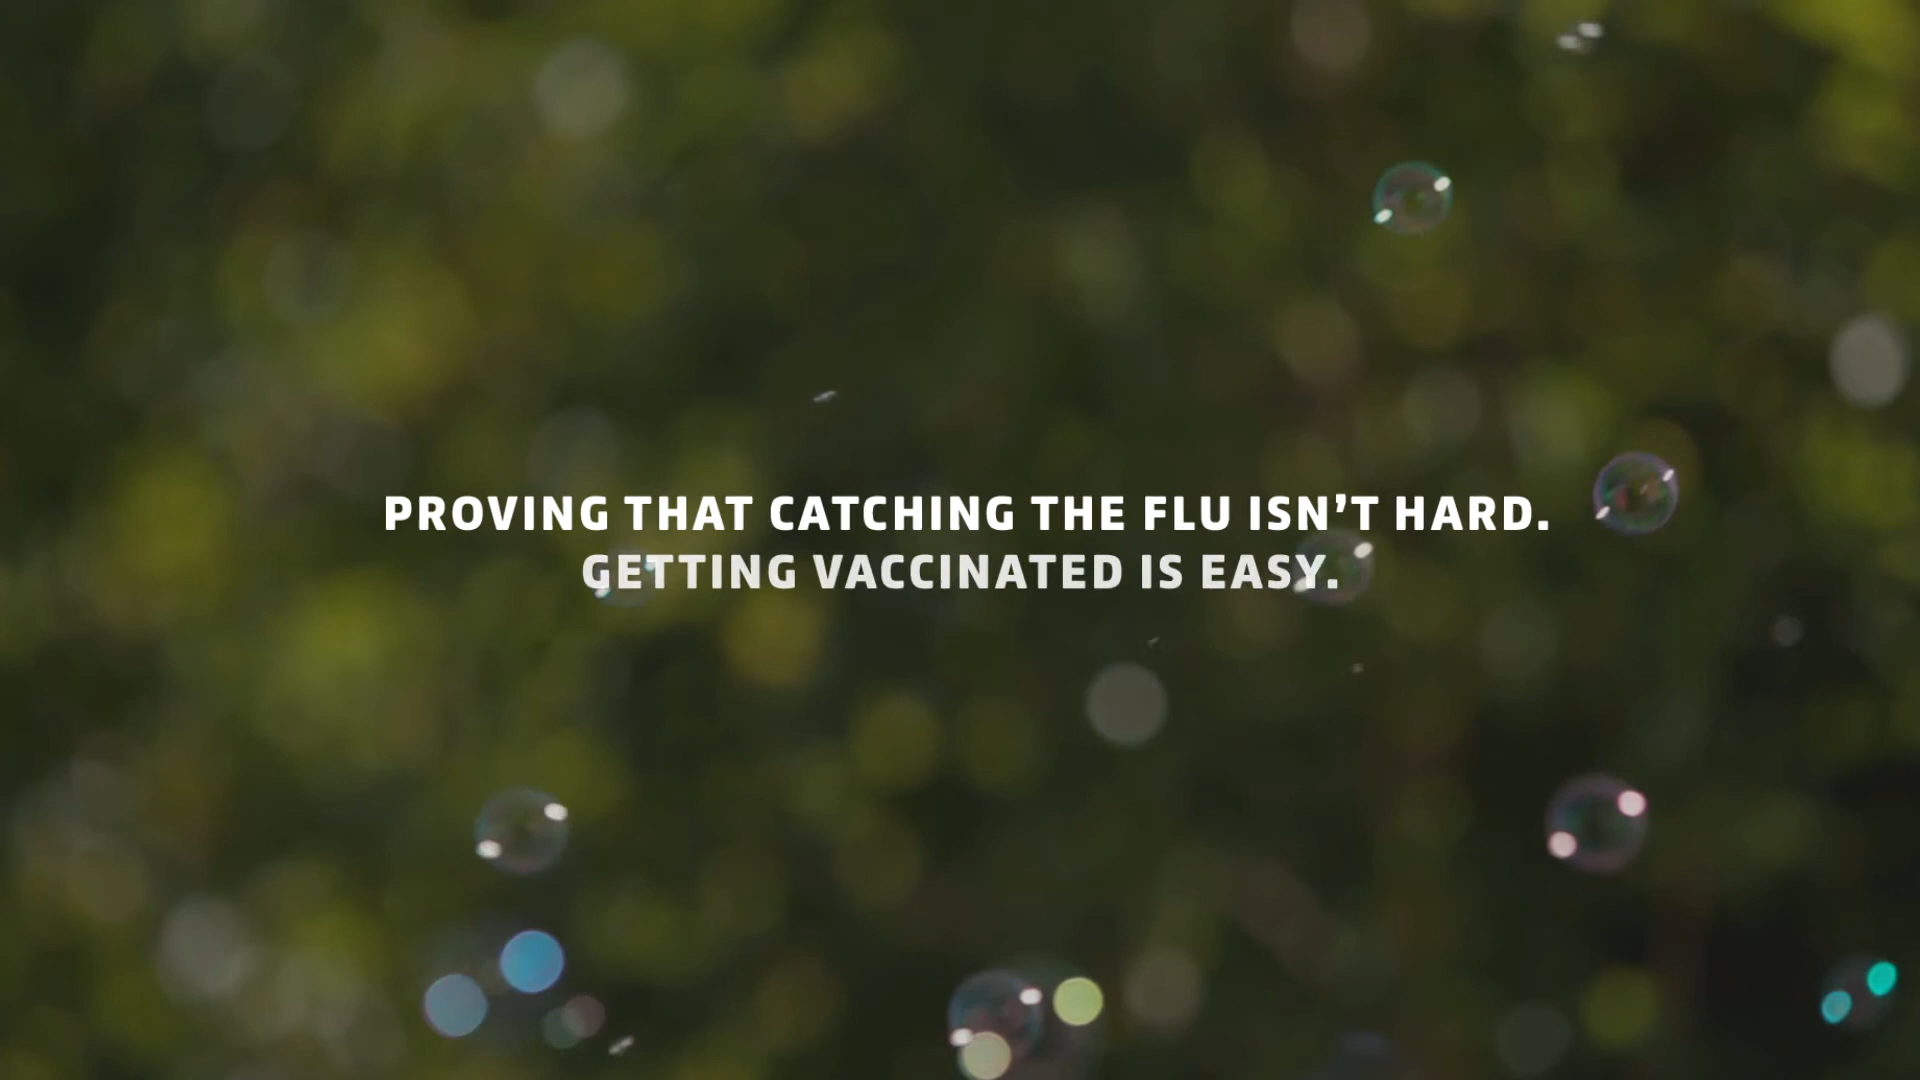 PROVING THAT CATCHING THE FLU ISN’T HARD.
GETTING VACCINATED IS EASY.